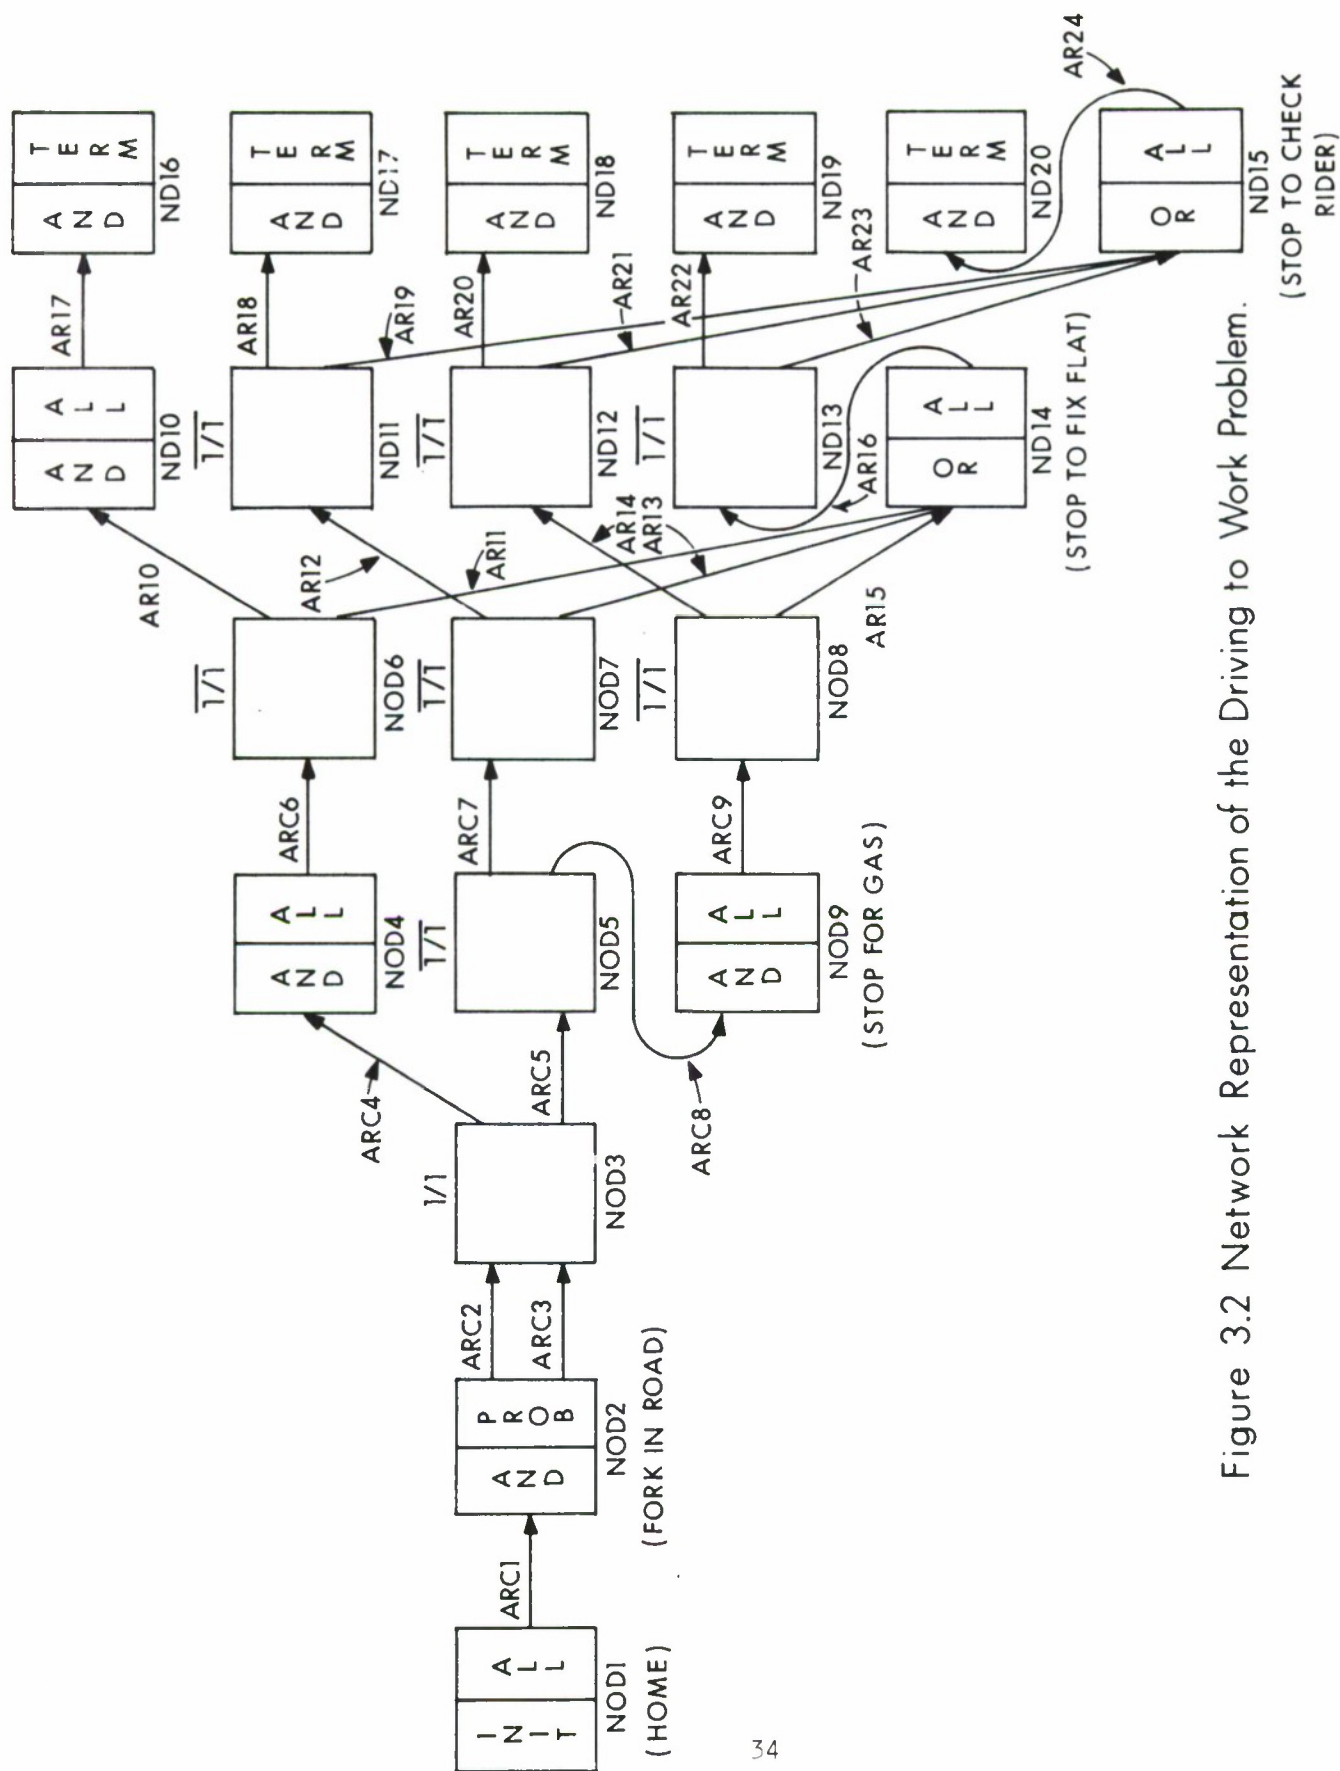 INIT
ALL
NOD1
(HOME)
ARC1
AND
PROB
NOD2
(FORK IN ROAD)
ARC2
ARC3
1/1
NOD3
ARC4
ARC5
AND
ALL
NOD4
1/1
NOD5
ARC8
AND
ALL
NOD9
(STOP FOR GAS)
ARC6
ARC7
ARC9
1/1
NOD6
1/1
NOD7
1/1
NOD8
AR10
AR12
AR11
AR14
AR13
AR15
AND
ALL
ND10
1/1
ND11
1/1
ND12
1/1
ND13
AR16
OR
ALL
ND14
(STOP TO FIX FLAT)
AR17
AR18
AR19
AR20
AR21
AR22
AR23
AND
TERM
ND16
AND
TERM
ND17
AND
TERM
ND18
AND
TERM
ND19
AND
TERM
ND20
AR24
OR
ALL
ND15
(STOP TO CHECK
RIDER)
Figure 3.2 Network Representation of the Driving to Work Problem.
34